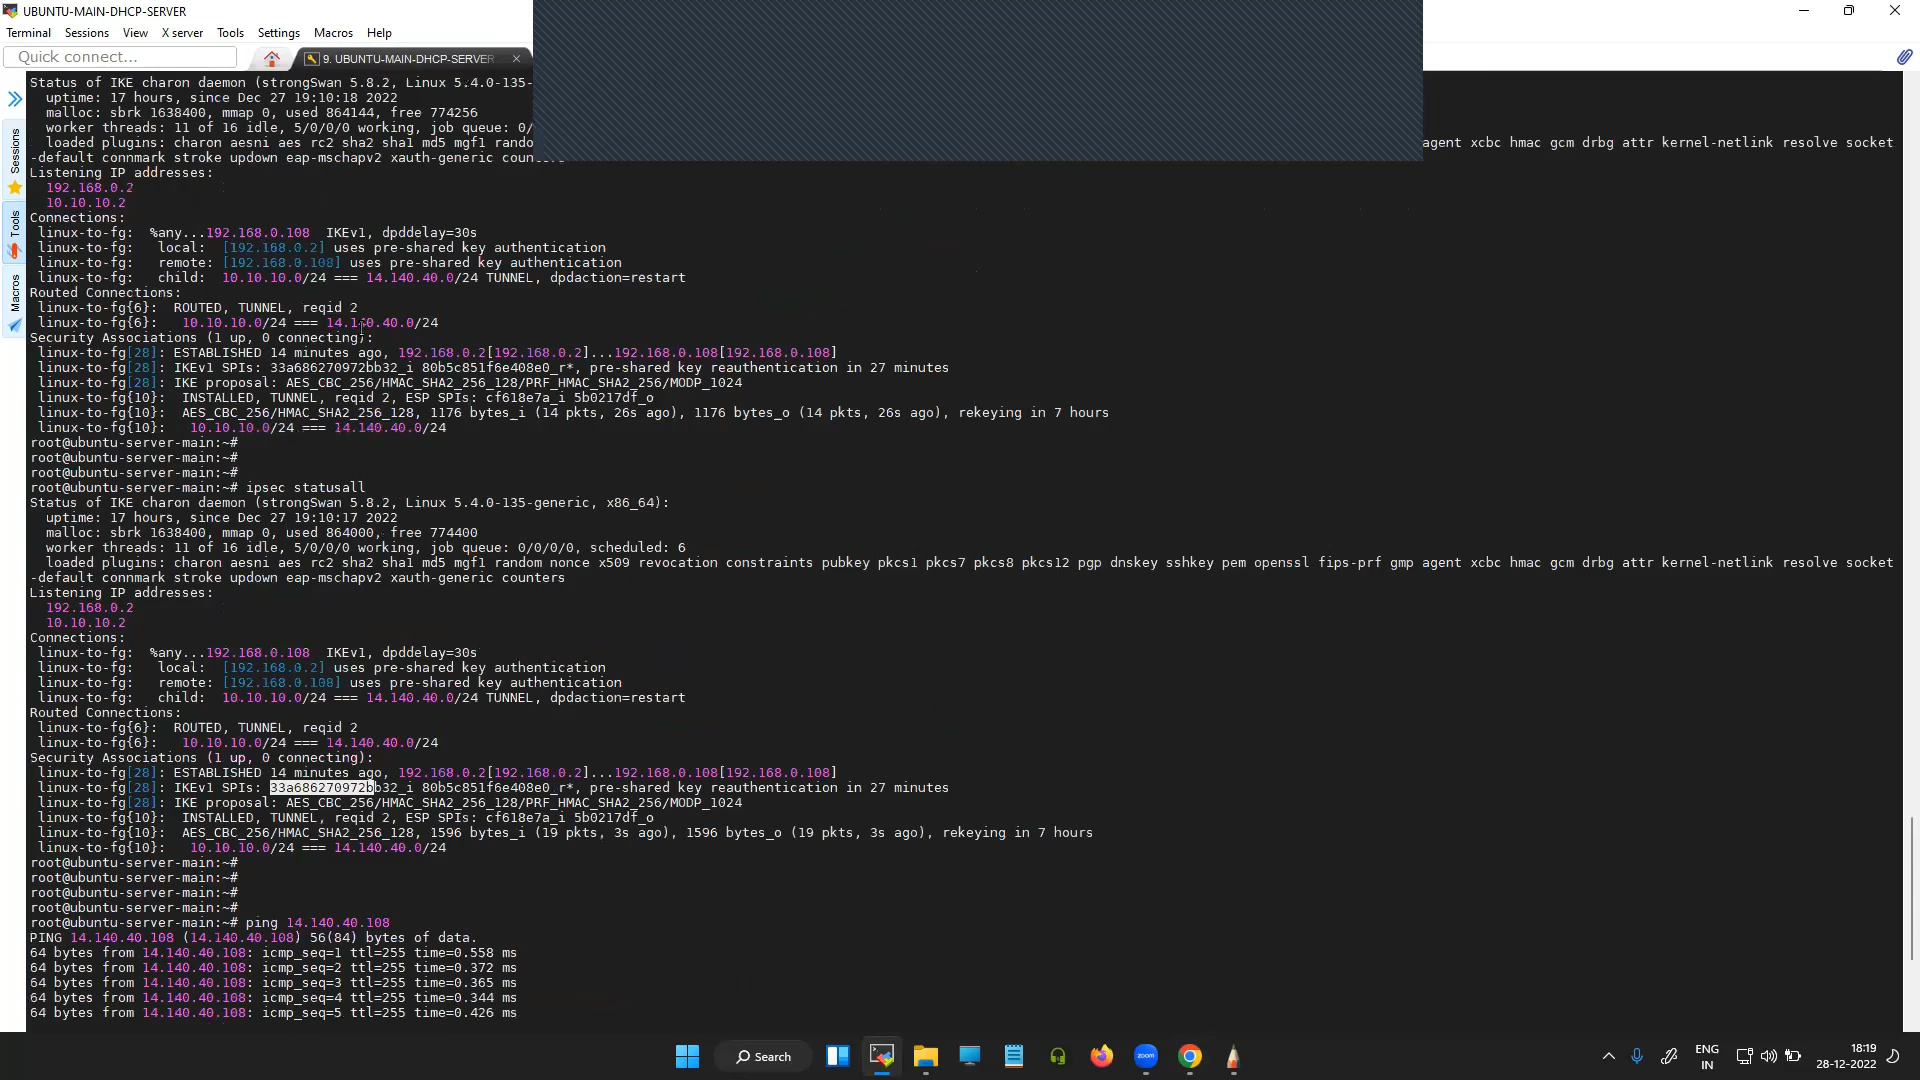 UBUNTU-MAIN-DHCP-SERVER
Terminal Sessions View X server Tools Settings Macros Help
Quick connect...
9. UBUNTU-MAIN-DHCP-SERVER
Sessions
Tools
Macros
Status of IKE charon daemon (strongSwan 5.8.2, Linux 5.4.0-135-
uptime: 17 hours, since Dec 27 19:10:18 2022
malloc: sbrk 1638400, mmap 0, used 864144, free 774256
worker threads: 11 of 16 idle, 5/0/0/0 working, job queue: 0/
loaded plugins: charon aesni aes rc2 sha2 sha1 md5 mgf1 rando agent xcbc hmac gcm drbg attr kernel-netlink resolve socket
-default connmark stroke updown eap-mschapv2 xauth-generic counters
Listening IP addresses:
192.168.0.2
10.10.10.2
Connections:
linux-to-fg: %any...192.168.0.108 IKEv1, dpddelay=30s
linux-to-fg: local: [192.168.0.2] uses pre-shared key authentication
linux-to-fg: remote: [192.168.0.108] uses pre-shared key authentication
linux-to-fg: child: 10.10.10.0/24 === 14.140.40.0/24 TUNNEL, dpdaction=restart
Routed Connections:
linux-to-fg{6}: ROUTED, TUNNEL, reqid 2
linux-to-fg{6}: 10.10.10.0/24 === 14.140.40.0/24
Security Associations (1 up, 0 connecting):
linux-to-fg[28]: ESTABLISHED 14 minutes ago, 192.168.0.2[192.168.0.2]...192.168.0.108[192.168.0.108]
linux-to-fg[28]: IKEv1 SPIs: 33a686270972bb32_i 80b5c851f6e408e0_r*, pre-shared key reauthentication in 27 minutes
linux-to-fg[28]: IKE proposal: AES_CBC_256/HMAC_SHA2_256_128/PRF_HMAC_SHA2_256/MODP_1024
linux-to-fg{10}: INSTALLED, TUNNEL, reqid 2, ESP SPIs: cf618e7a_i 5b0217df_o
linux-to-fg{10}: AES_CBC_256/HMAC_SHA2_256_128, 1176 bytes_i (14 pkts, 26s ago), 1176 bytes_o (14 pkts, 26s ago), rekeying in 7 hours
linux-to-fg{10}: 10.10.10.0/24 === 14.140.40.0/24
root@ubuntu-server-main:~#
root@ubuntu-server-main:~#
root@ubuntu-server-main:~#
root@ubuntu-server-main:~# ipsec statusall
Status of IKE charon daemon (strongSwan 5.8.2, Linux 5.4.0-135-generic, x86_64):
uptime: 17 hours, since Dec 27 19:10:17 2022
malloc: sbrk 1638400, mmap 0, used 864000, free 774400
worker threads: 11 of 16 idle, 5/0/0/0 working, job queue: 0/0/0/0, scheduled: 6
loaded plugins: charon aesni aes rc2 sha2 sha1 md5 mgf1 random nonce x509 revocation constraints pubkey pkcs1 pkcs7 pkcs8 pkcs12 pgp dnskey sshkey pem openssl fips-prf gmp agent xcbc hmac gcm drbg attr kernel-netlink resolve socket
-default connmark stroke updown eap-mschapv2 xauth-generic counters
Listening IP addresses:
192.168.0.2
10.10.10.2
Connections:
linux-to-fg: %any...192.168.0.108 IKEv1, dpddelay=30s
linux-to-fg: local: [192.168.0.2] uses pre-shared key authentication
linux-to-fg: remote: [192.168.0.108] uses pre-shared key authentication
linux-to-fg: child: 10.10.10.0/24 === 14.140.40.0/24 TUNNEL, dpdaction=restart
Routed Connections:
linux-to-fg{6}: ROUTED, TUNNEL, reqid 2
linux-to-fg{6}: 10.10.10.0/24 === 14.140.40.0/24
Security Associations (1 up, 0 connecting):
linux-to-fg[28]: ESTABLISHED 14 minutes ago, 192.168.0.2[192.168.0.2]...192.168.0.108[192.168.0.108]
linux-to-fg[28]: IKEv1 SPIs: 33a686270972bb32_i 80b5c851f6e408e0_r*, pre-shared key reauthentication in 27 minutes
linux-to-fg[28]: IKE proposal: AES_CBC_256/HMAC_SHA2_256_128/PRF_HMAC_SHA2_256/MODP_1024
linux-to-fg{10}: INSTALLED, TUNNEL, reqid 2, ESP SPIs: cf618e7a_i 5b0217df_o
linux-to-fg{10}: AES_CBC_256/HMAC_SHA2_256_128, 1596 bytes_i (19 pkts, 3s ago), 1596 bytes_o (19 pkts, 3s ago), rekeying in 7 hours
linux-to-fg{10}: 10.10.10.0/24 === 14.140.40.0/24
root@ubuntu-server-main:~#
root@ubuntu-server-main:~#
root@ubuntu-server-main:~#
root@ubuntu-server-main:~#
root@ubuntu-server-main:~# ping 14.140.40.108
PING 14.140.40.108 (14.140.40.108) 56(84) bytes of data.
64 bytes from 14.140.40.108: icmp_seq=1 ttl=255 time=0.558 ms
64 bytes from 14.140.40.108: icmp_seq=2 ttl=255 time=0.372 ms
64 bytes from 14.140.40.108: icmp_seq=3 ttl=255 time=0.365 ms
64 bytes from 14.140.40.108: icmp_seq=4 ttl=255 time=0.344 ms
64 bytes from 14.140.40.108: icmp_seq=5 ttl=255 time=0.426 ms
Search
zoom
ENG
IN
18:19
28-12-2022